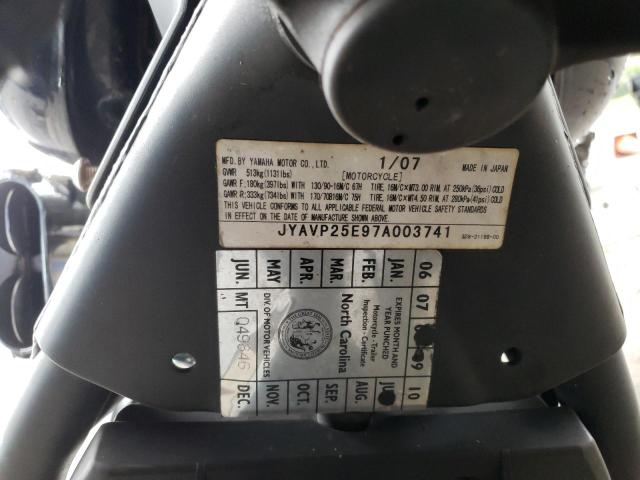 MFD. BY YAMAHA MOTOR CO., LTD. 1/07 MADE IN JAPAN
GVWR 513kg(1131lbs) [MOTORCYCLE]
GAWR F:180kg(397lbs) WITH 130/90-16M/C 67H TIRE, 16M/C×MT3.00 RIM, AT 250kPa(36psi) COLD
GAWR R:333kg(734lbs) WITH 170/70B16M/C 75H TIRE, 16M/C×MT4.50 RIM, AT 280kPa(41psi) COLD
THIS VEHICLE CONFORMS TO ALL APPLICABLE FEDERAL MOTOR VEHICLE SAFETY STANDARDS
IN EFFECT ON THE DATE OF MANUFACTURE SHOWN ABOVE.
JYAVP25E97A003741
06 07 09 10
JAN.
FEB.
MAR.
APR.
MAY
JUN.
EXPIRES MONTH AND
YEAR PUNCHED
Motorcycle - Trailer
Inspection - Certificate
North Carolina
DIV. OF MOTOR VEHICLES
MT Q49646
AUG.
SEP.
OCT.
NOV.
DEC.